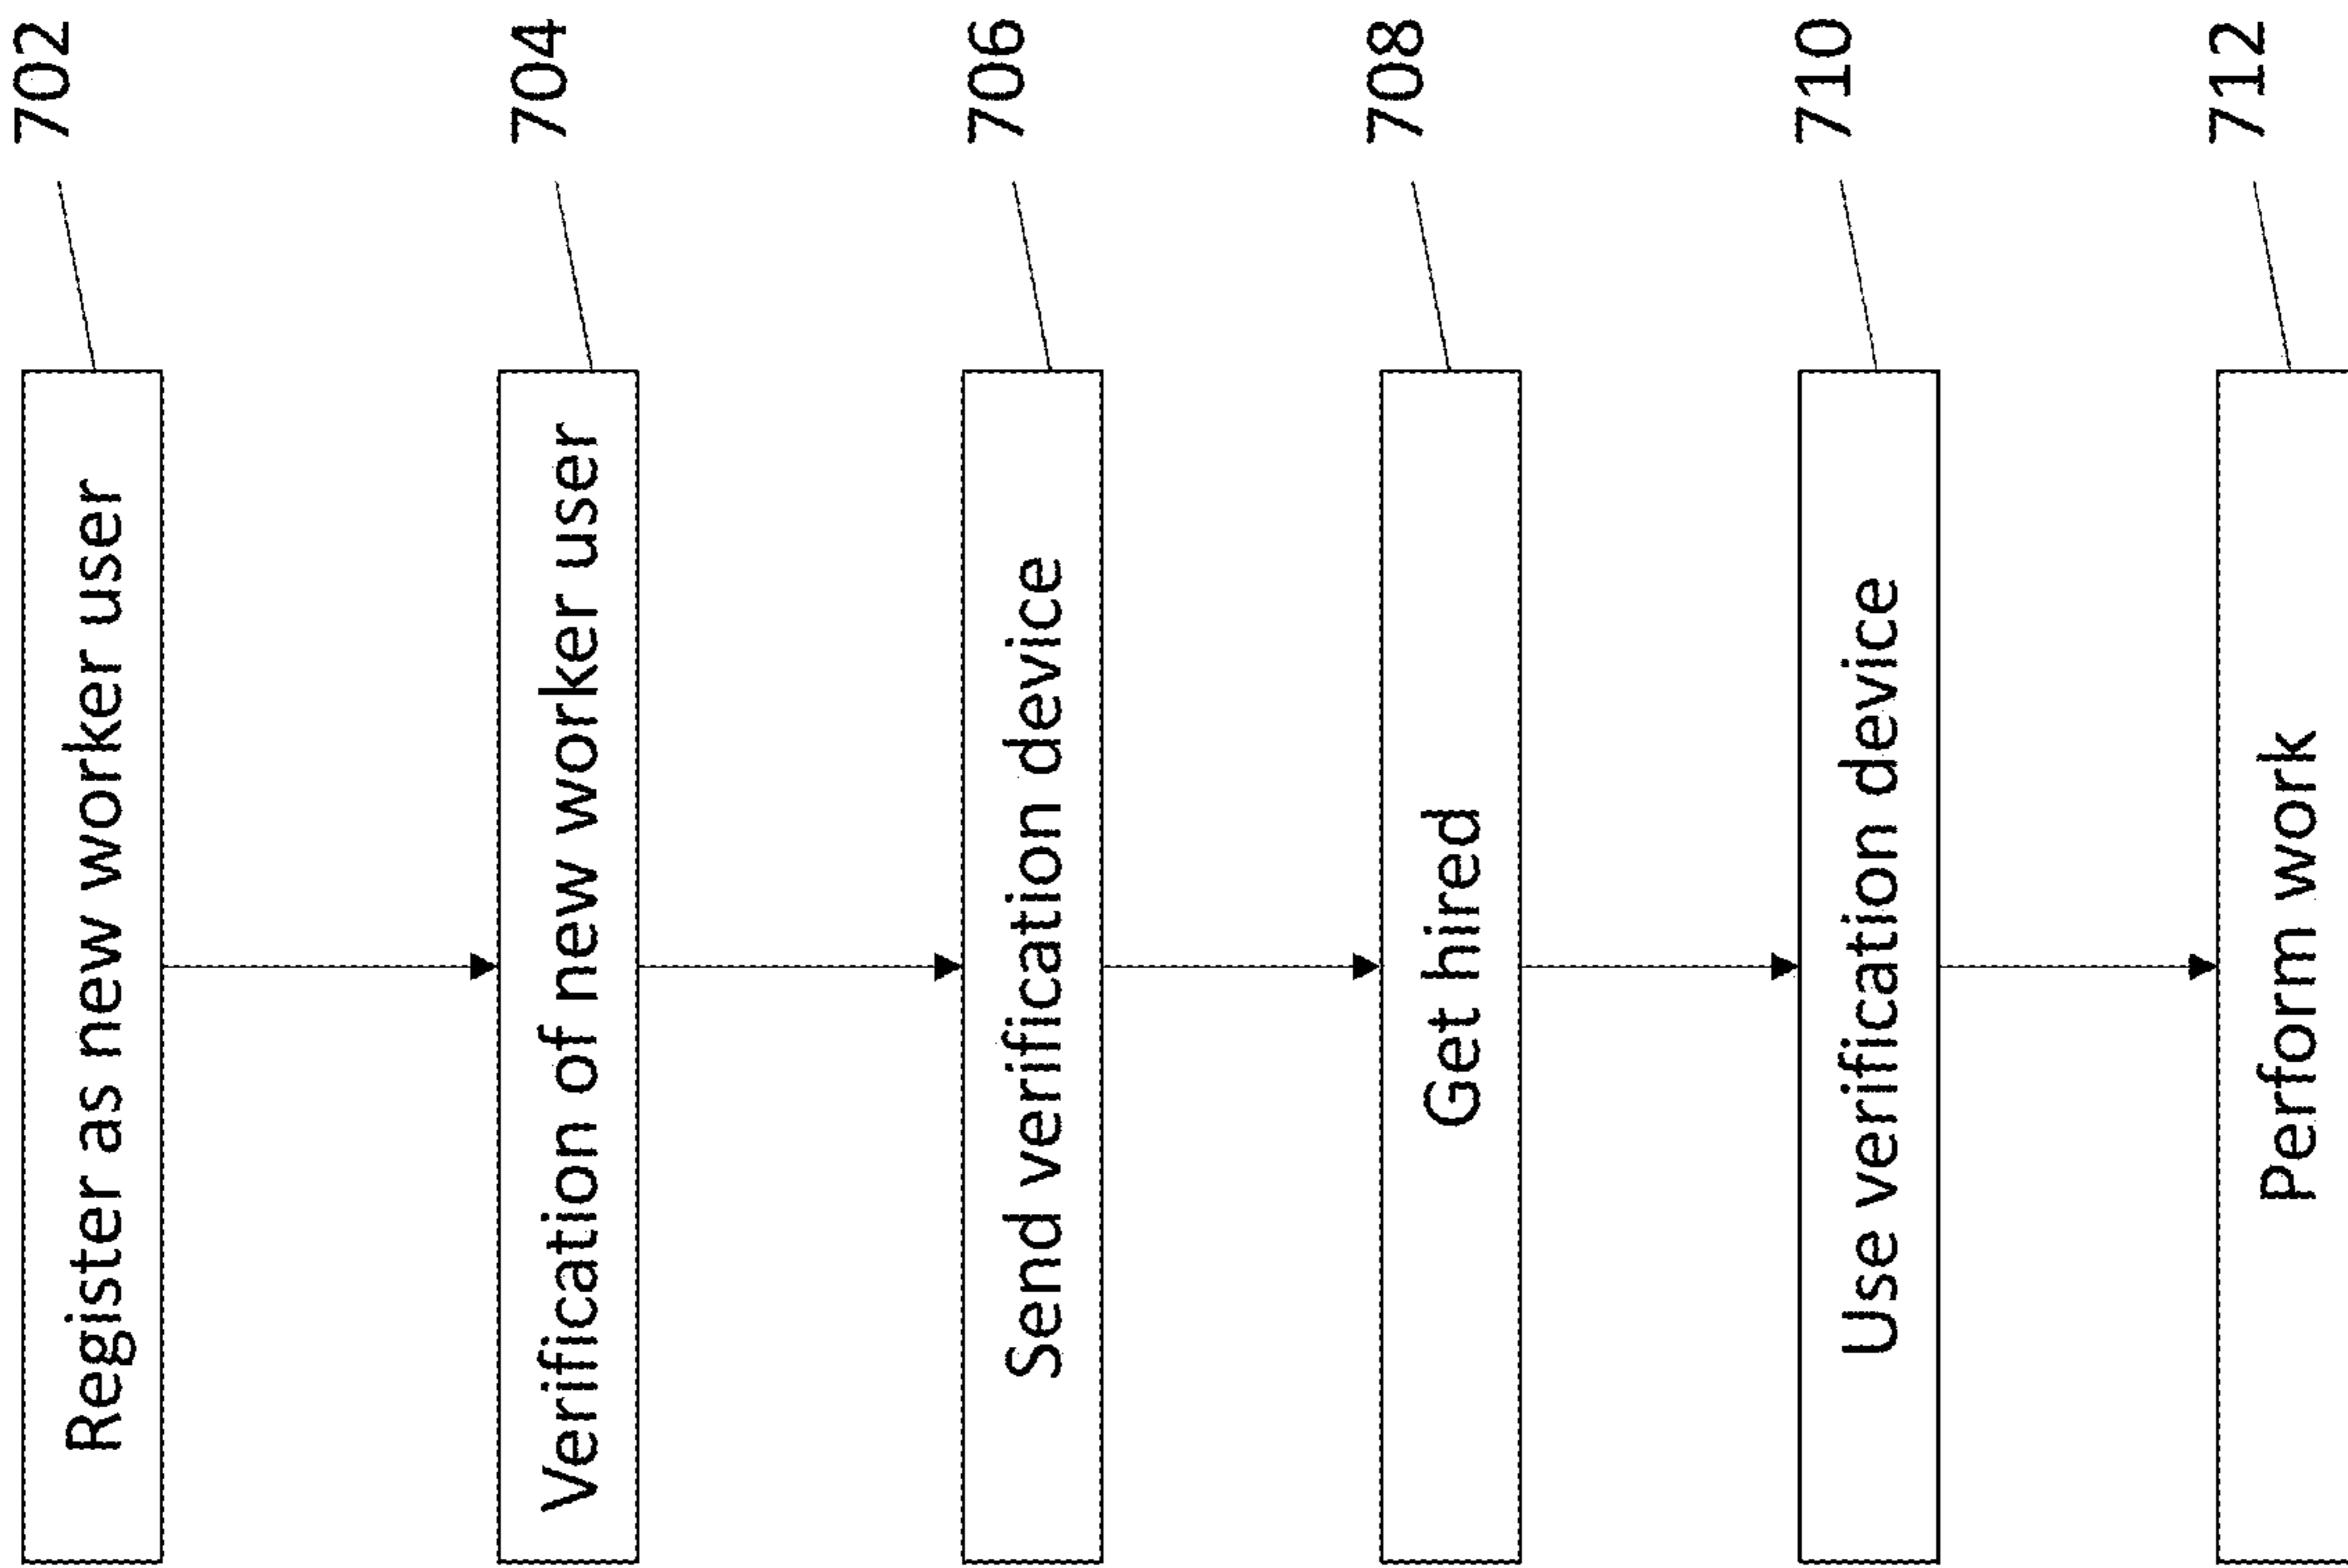 Register as new worker user
702
Verification of new worker user
704
Send verification device
706
Get hired
708
Use verification device
710
Perform work
712